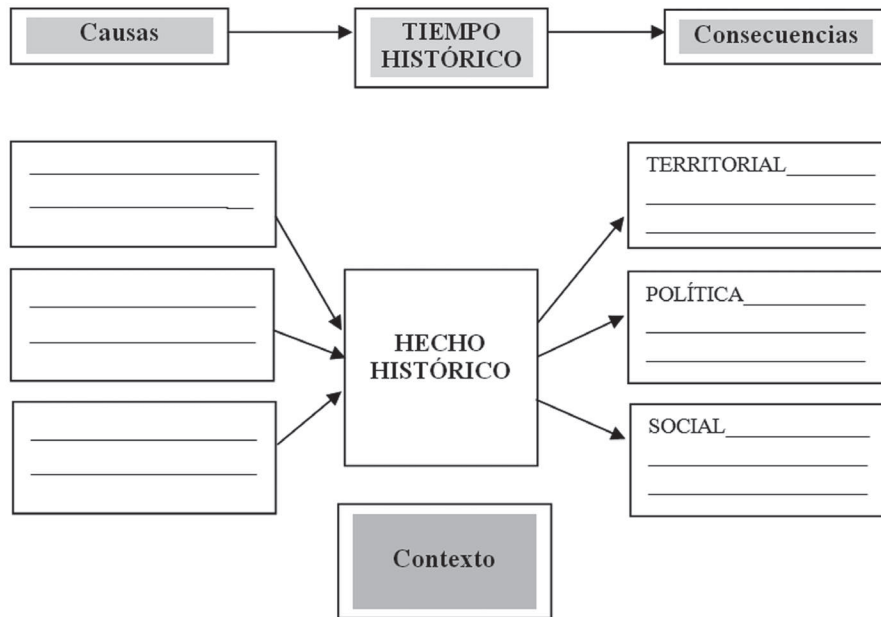 Causas
TIEMPO
HISTÓRICO
Consecuencias
TERRITORIAL
POLÍTICA
SOCIAL
HECHO
HISTÓRICO
Contexto